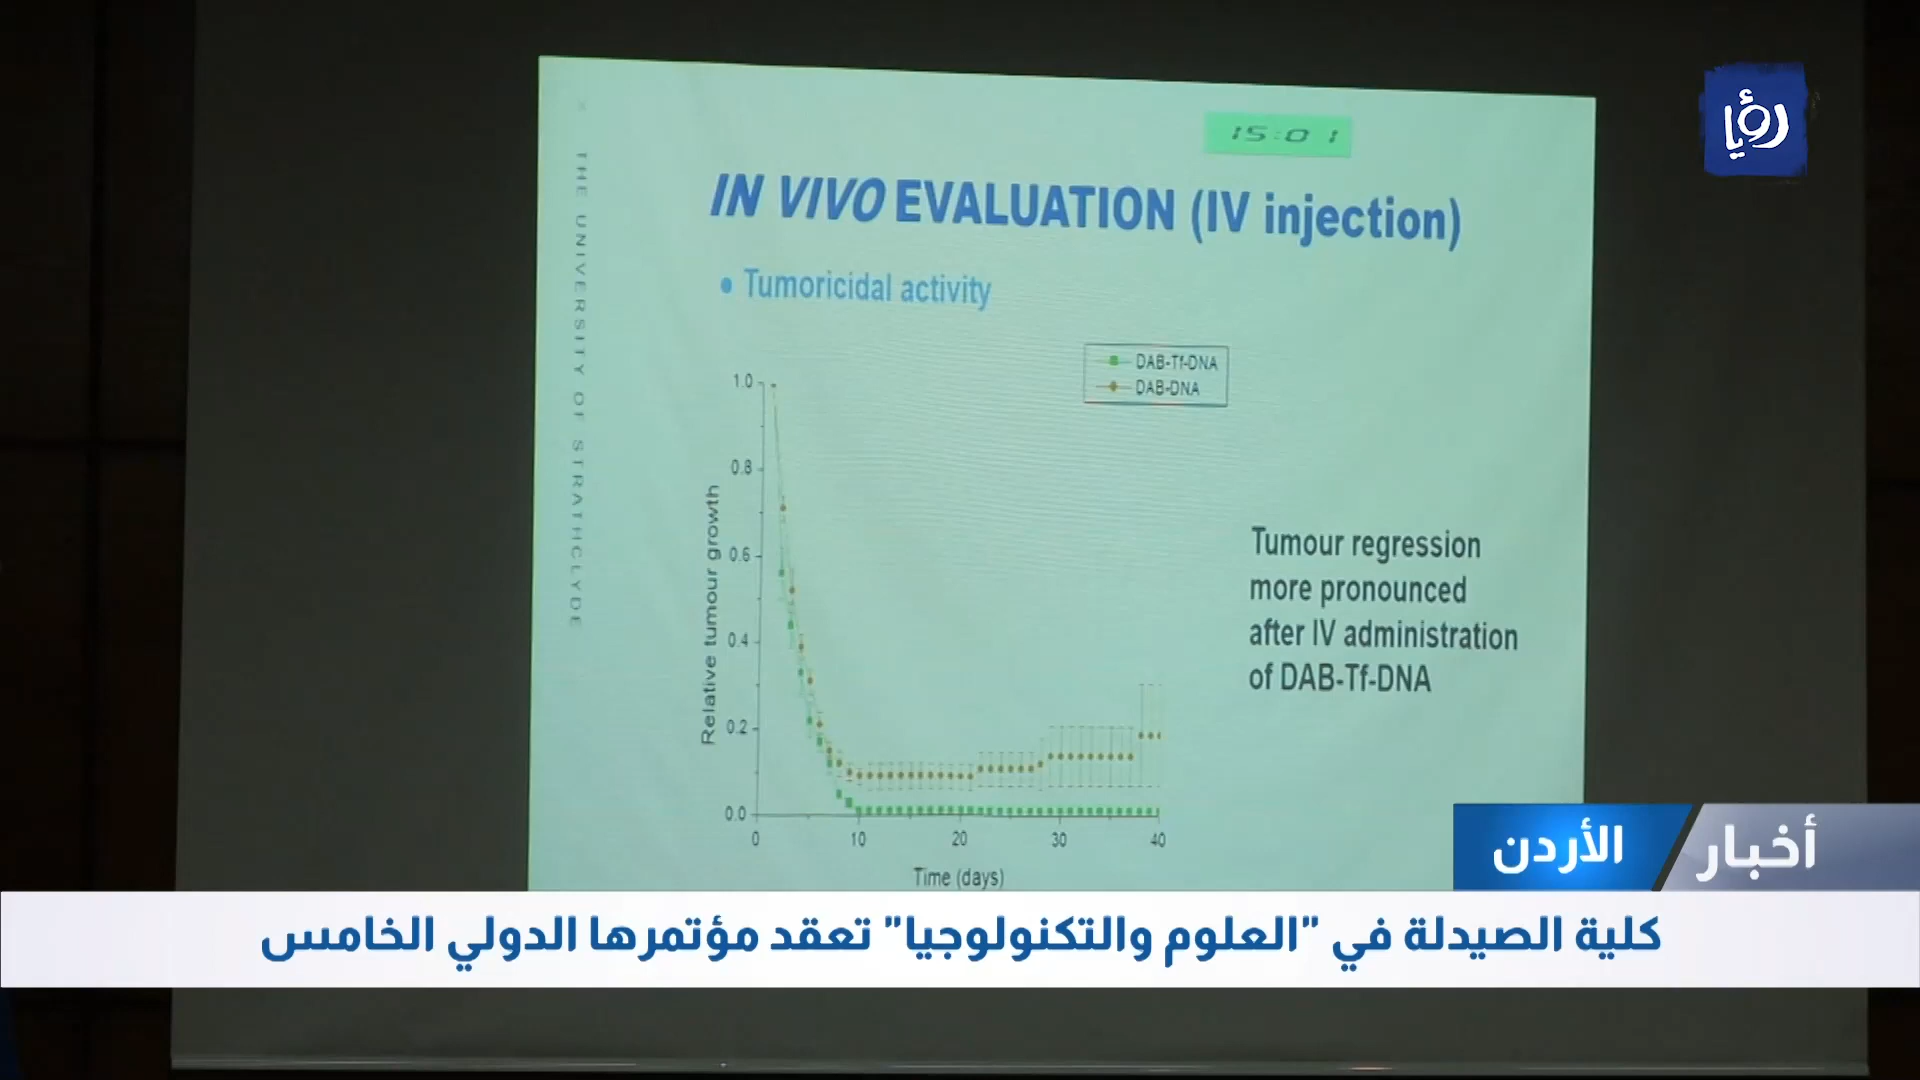 رؤيا
15:01
IN VIVO EVALUATION (IV injection)
• Tumoricidal activity
THE UNIVERSITY OF STRATHCLYDE
DAB-Tf-DNA
DAB-DNA
1.0
0.8
0.6
0.4
0.2
0.0
Relative tumour growth
0 10 20 30 40
Time (days)
Tumour regression
more pronounced
after IV administration
of DAB-Tf-DNA
أخبار الأردن
كلية الصيدلة في "العلوم والتكنولوجيا" تعقد مؤتمرها الدولي الخامس